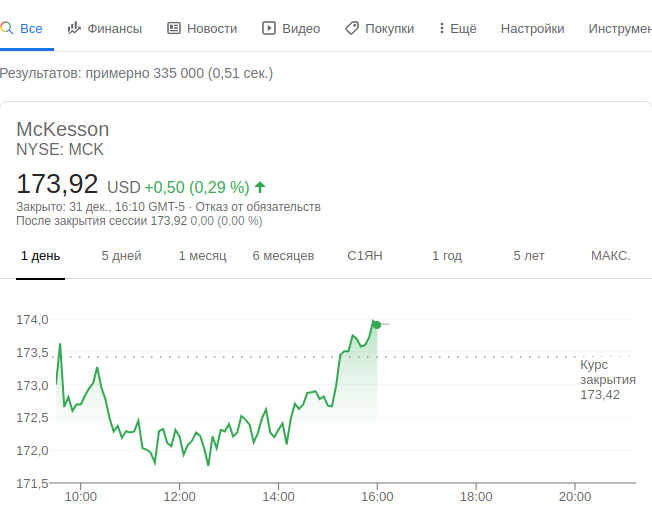 Все Финансы Новости Видео Покупки Ещё Настройки Инструмен
Результатов: примерно 335 000 (0,51 сек.)
McKesson
NYSE: MCK
173,92 USD +0,50 (0,29 %)
Закрыто: 31 дек., 16:10 GMT-5 · Отказ от обязательств
После закрытия сессии 173,92 0,00 (0,00 %)
1 день 5 дней 1 месяц 6 месяцев С1ЯН 1 год 5 лет МАКС.
174,0
173,5
Курс
закрытия
173,42
173,0
172,5
172,0
171,5
10:00 12:00 14:00 16:00 18:00 20:00